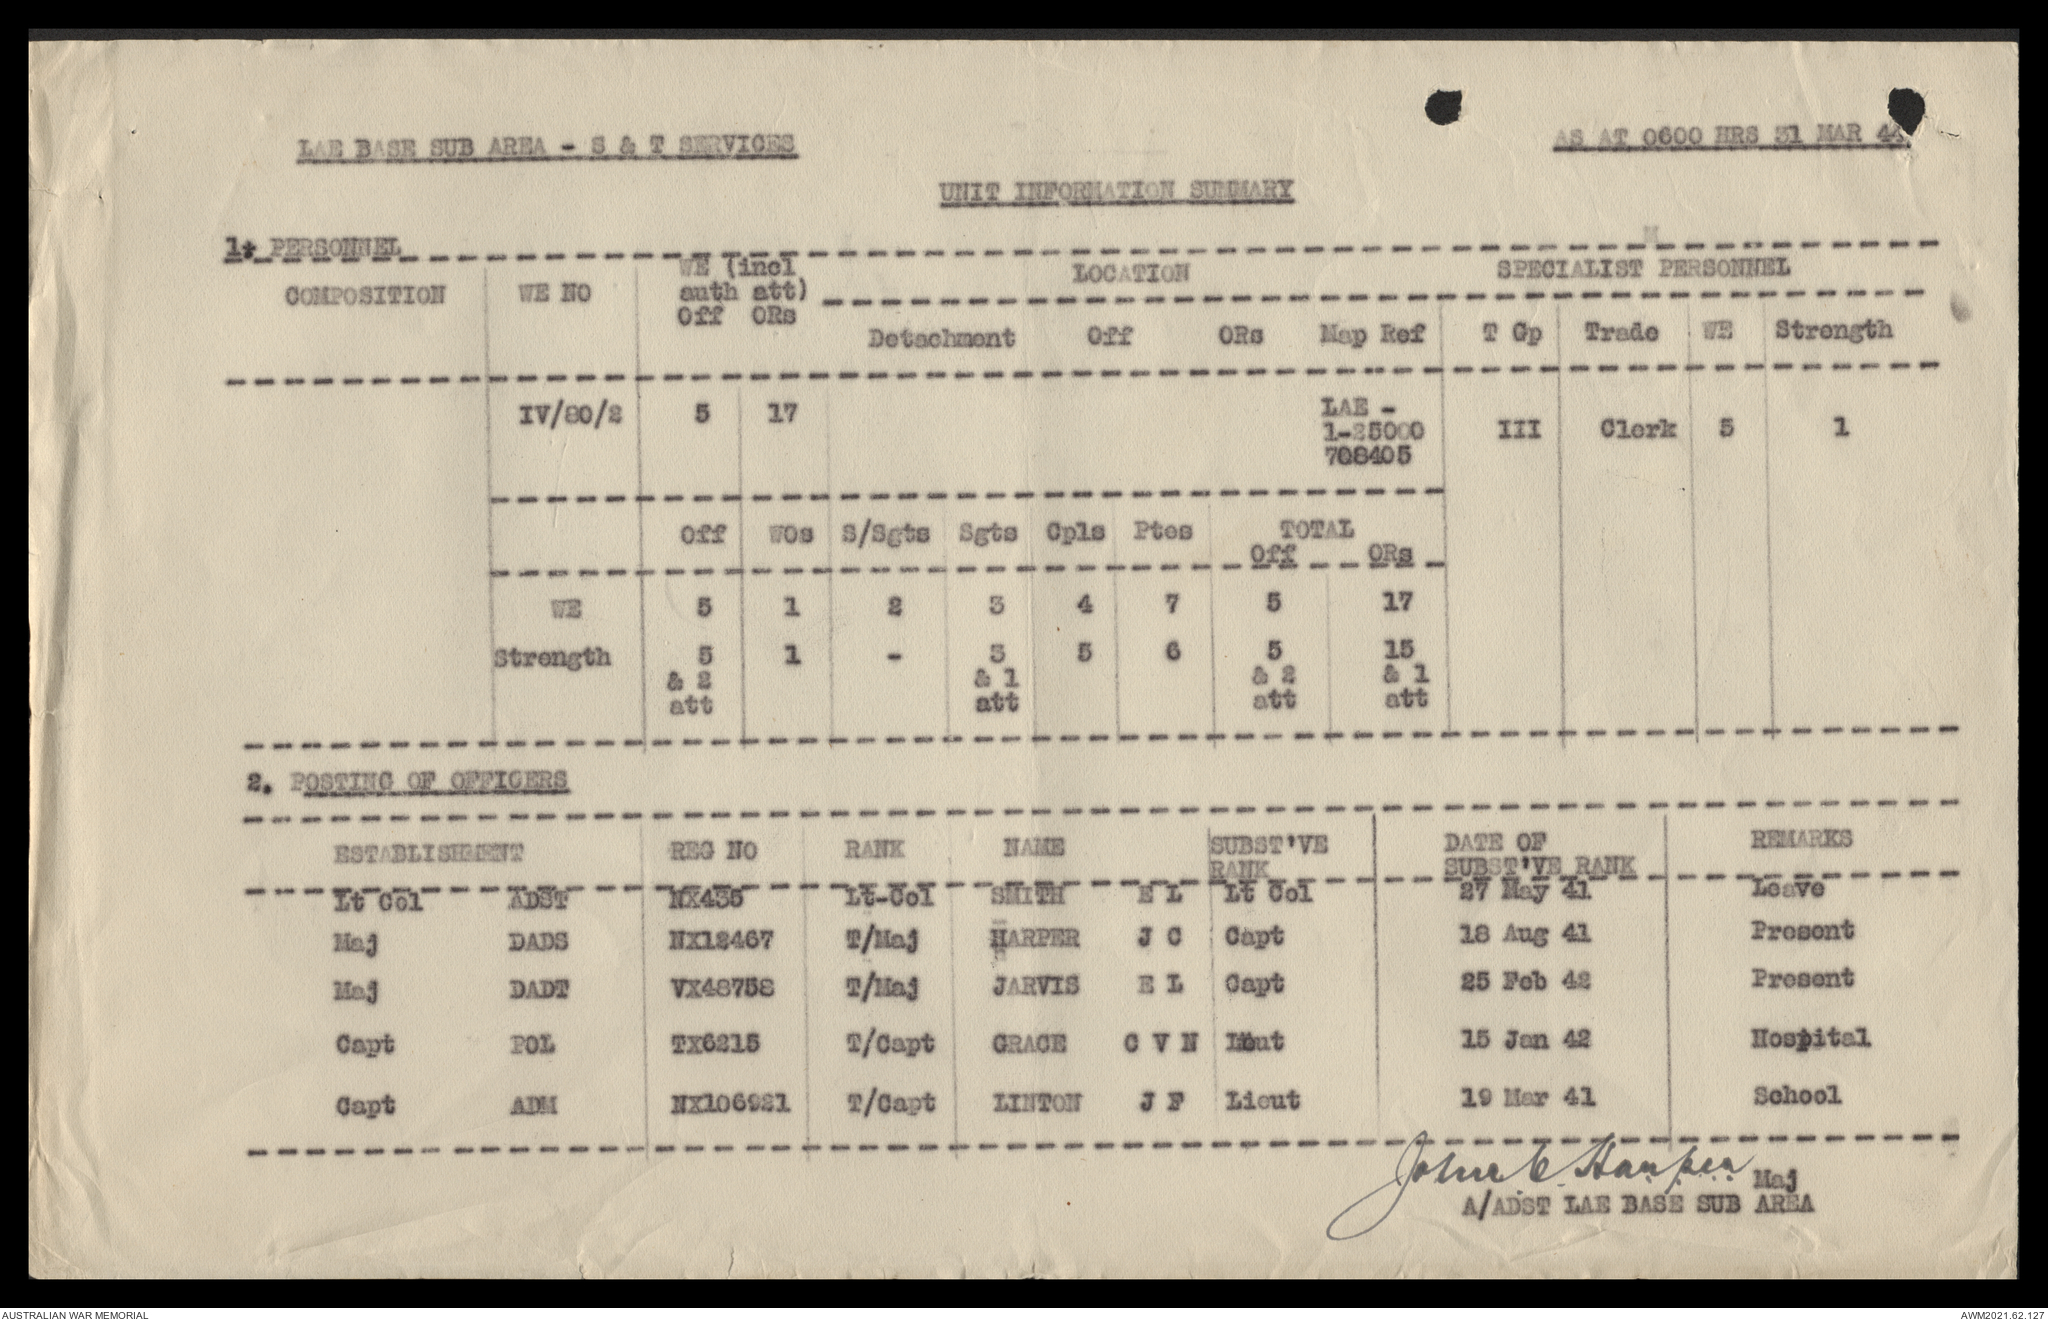 LAE BASE SUB AREA - S & T SERVICES AS AT 0600 HRS 31 MAR 44
UNIT INFORMATION SUMMARY
1. PERSONNEL
COMPOSITION WE NO WE (incl auth att) Off ORs LOCATION SPECIALIST PERSONNEL
Detachment Off ORs Map Ref T Gp Trade WE Strength
IV/80/2 5 17 LAE - 1-25000 708405 III Clerk 5 1
Off WOs S/Sgts Sgts Cpls Ptes TOTAL
Off ORs
WE 5 1 2 3 4 7 5 17
Strength 5 1 - 3 5 6 5 15
& 2 & 1 & 2 & 1
att att att att
2. POSTING OF OFFICERS
ESTABLISHMENT REG NO RANK NAME SUBST'VE RANK DATE OF SUBST'VE RANK REMARKS
Lt Col ADST NX435 Lt-Col SMITH E L Lt Col 27 May 41 Leave
Maj DADS NX12467 T/Maj HARPER J C Capt 18 Aug 41 Present
Maj DADT VX48758 T/Maj JARVIS E L Capt 25 Feb 42 Present
Capt POL TX6215 T/Capt GRACE C V N Lieut 15 Jan 42 Hospital
Capt ADM NX106921 T/Capt LINTON J F Lieut 19 Mar 41 School
John C Harper Maj
A/ADST LAE BASE SUB AREA
AUSTRALIAN WAR MEMORIAL AWM2021.62.127